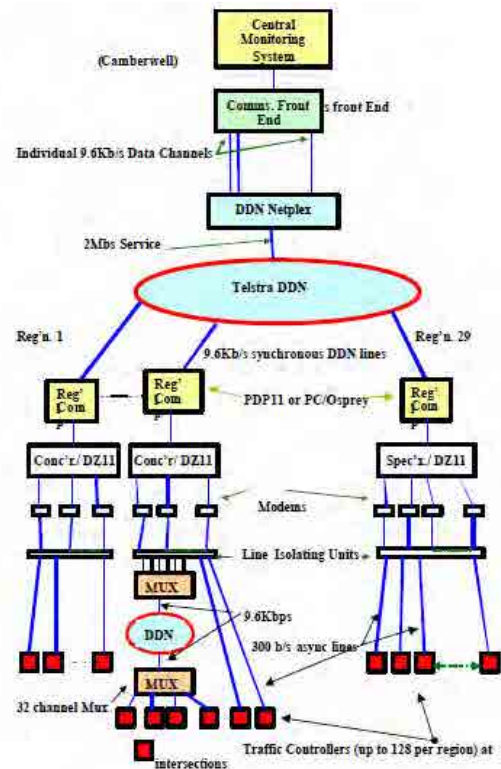 Central
Monitoring
System
(Camberwell)
Comms. Front
End
s front End
Individual 9.6Kb/s Data Channels
DDN Netplex
2Mbs Service
Telstra DDN
Reg'n. 1
Reg'n. 29
9.6Kb/s synchronous DDN lines
Reg'
Com
P
Reg'
Com
P
Reg'
Com
P
PDP11 or PC/Osprey
Conc'r/ DZ11
Conc'r/ DZ11
Spec'x./ DZ11
Modems
Line Isolating Units
MUX
9.6Kbps
DDN
300 b/s async lines
MUX
32 channel Mux
Traffic Controllers (up to 128 per region) at
intersections